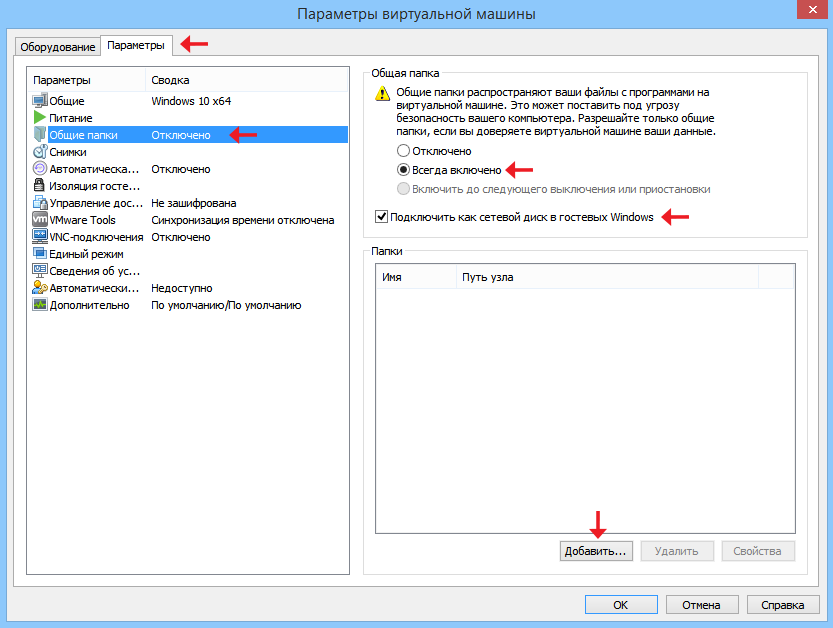 Параметры виртуальной машины
Оборудование Параметры
Параметры Сводка
Общие Windows 10 x64
Питание
Общие папки Отключено
Снимки
Автоматическа... Отключено
Изоляция госте...
Управление дос... Не зашифрована
VMware Tools Синхронизация времени отключена
VNC-подключения Отключено
Единый режим
Сведения об ус...
Автоматически... Недоступно
Дополнительно По умолчанию/По умолчанию
Общая папка
Общие папки распространяют ваши файлы с программами на
виртуальной машине. Это может поставить под угрозу
безопасность вашего компьютера. Разрешайте только общие
папки, если вы доверяете виртуальной машине ваши данные.
Отключено
Всегда включено
Включить до следующего выключения или приостановки
Подключить как сетевой диск в гостевых Windows
Папки
Имя Путь узла
Добавить... Удалить Свойства
OK Отмена Справка